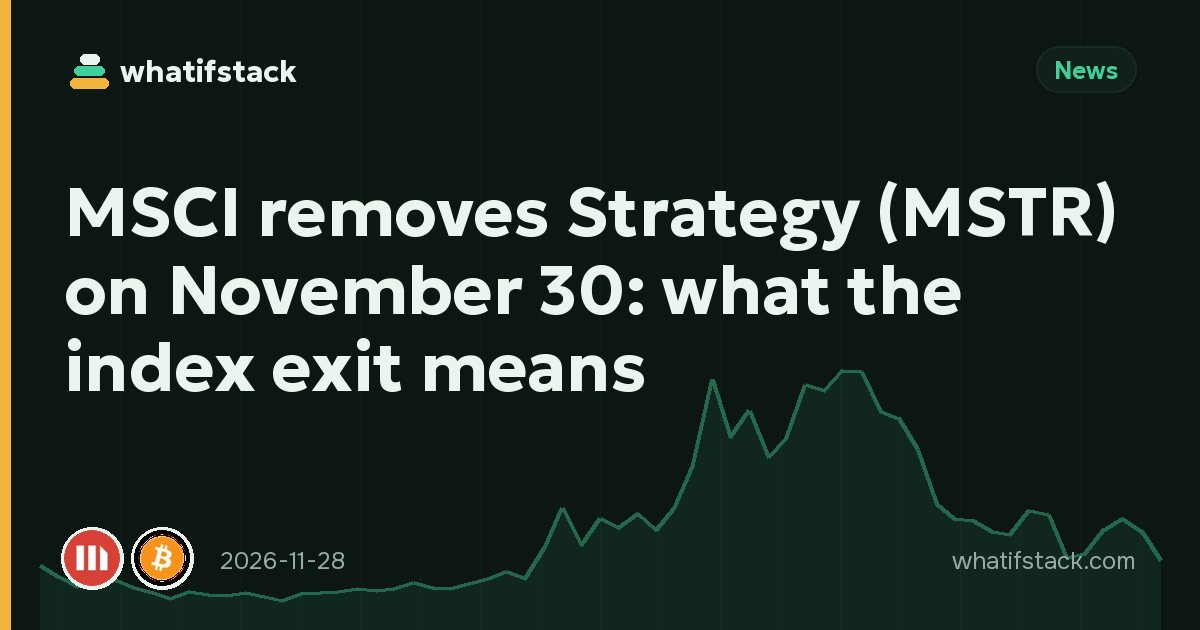 whatifstack
News
MSCI removes Strategy (MSTR)
on November 30: what the
index exit means
2026-11-28
whatifstack.com